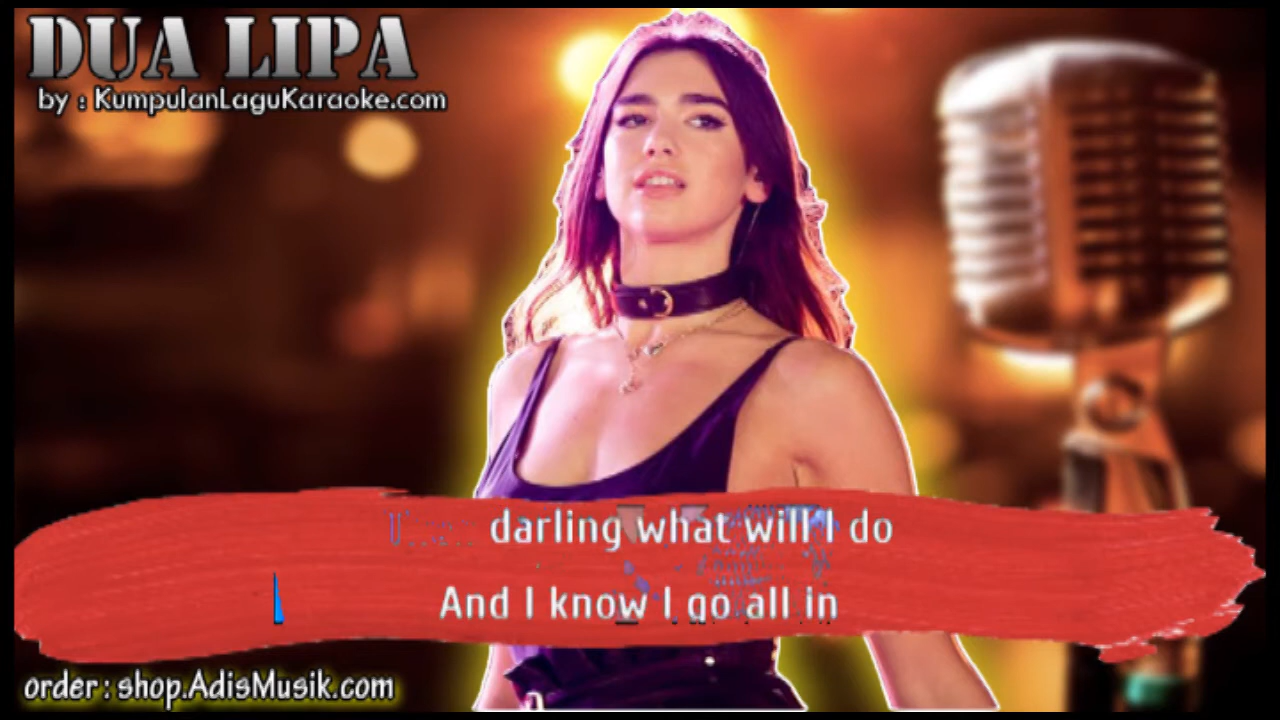 DUA LIPA
by : KumpulanLaguKaraoke.com
darling what will I do
And I know I go all in
order : shop.AdisMusik.com